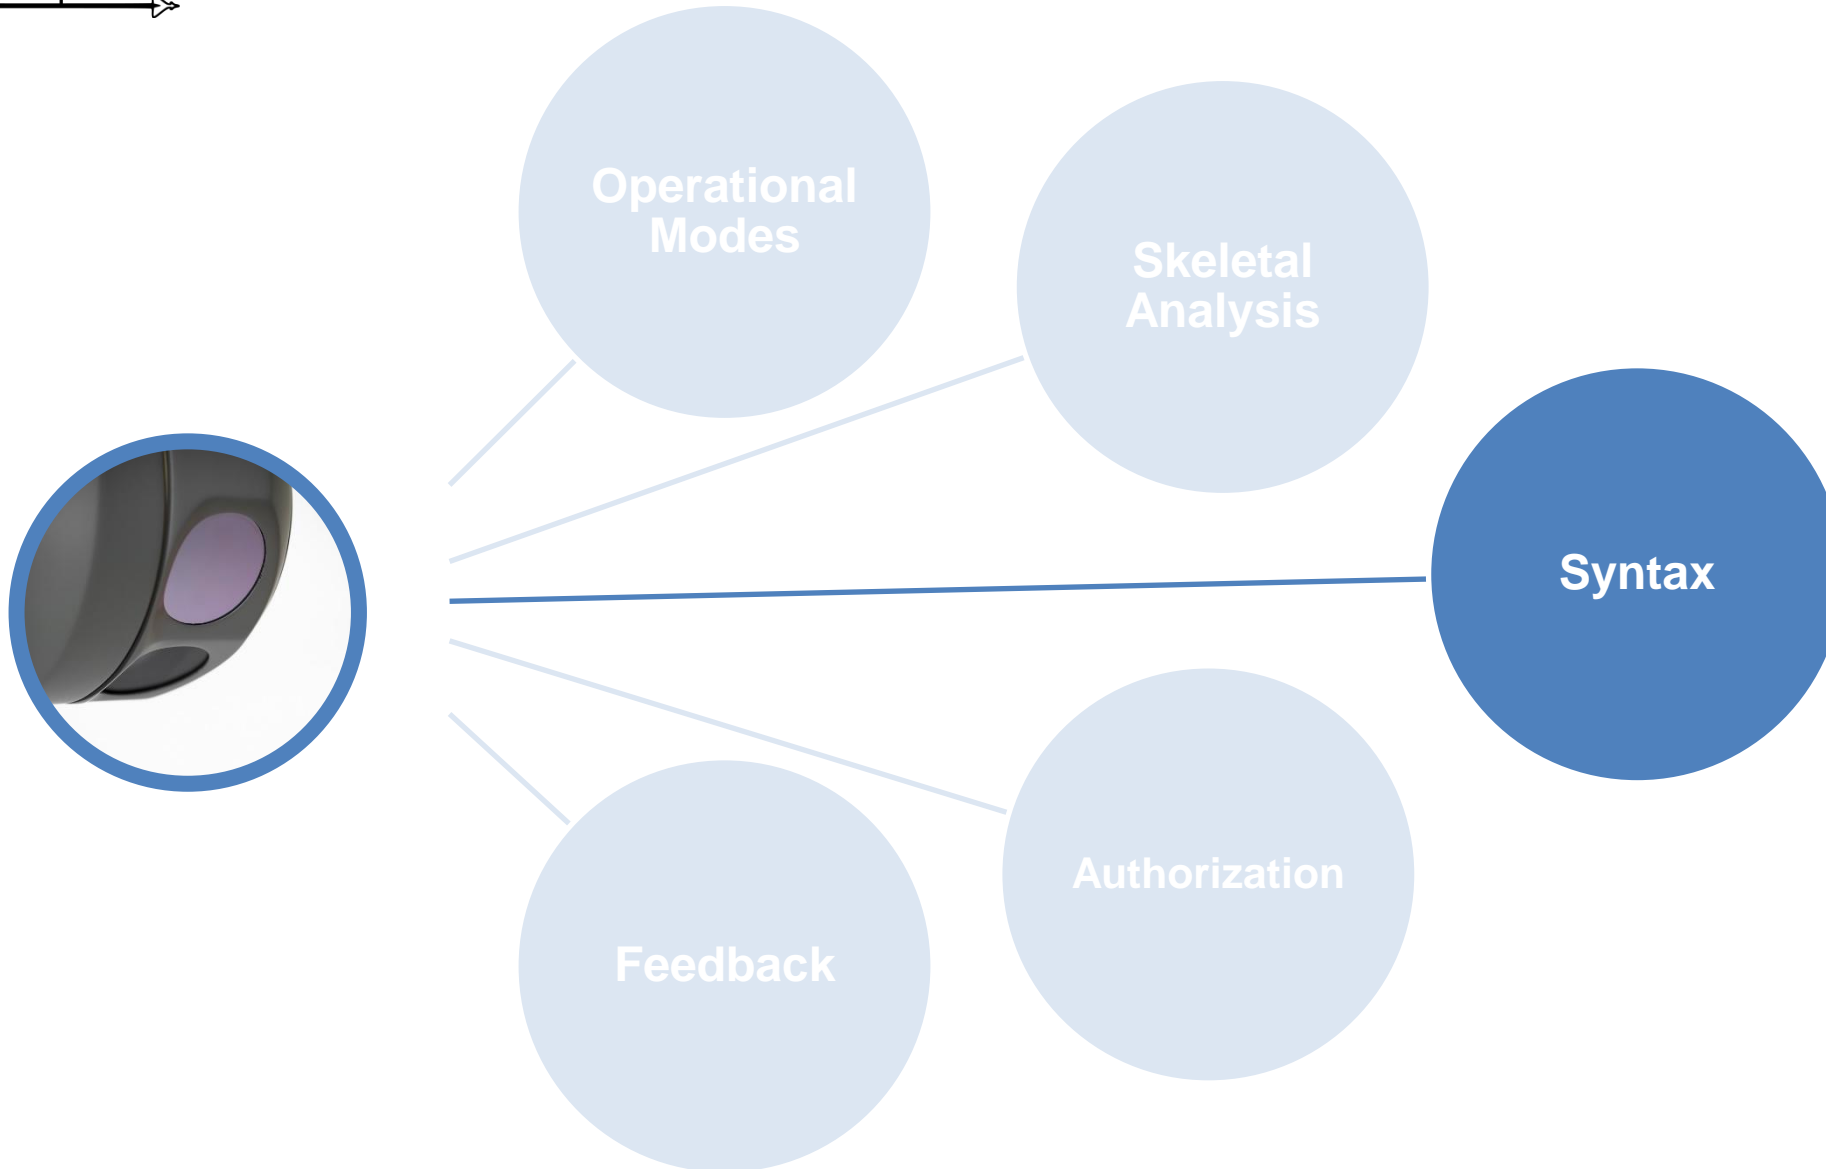 Operational
Modes
Skeletal
Analysis
Syntax
Authorization
Feedback